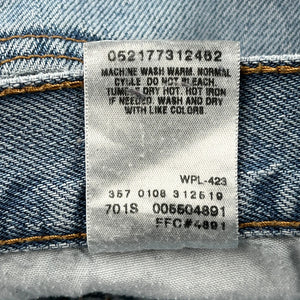 052177312462
MACHINE WASH WARM. NORMAL
CYCLE. DO NOT BLEACH.
TUMBLE DRY HOT. HOT IRON
IF NEEDED. WASH AND DRY
WITH LIKE COLORS.
WPL-423
357 0108 312619
701S 005504891
FFC#4891